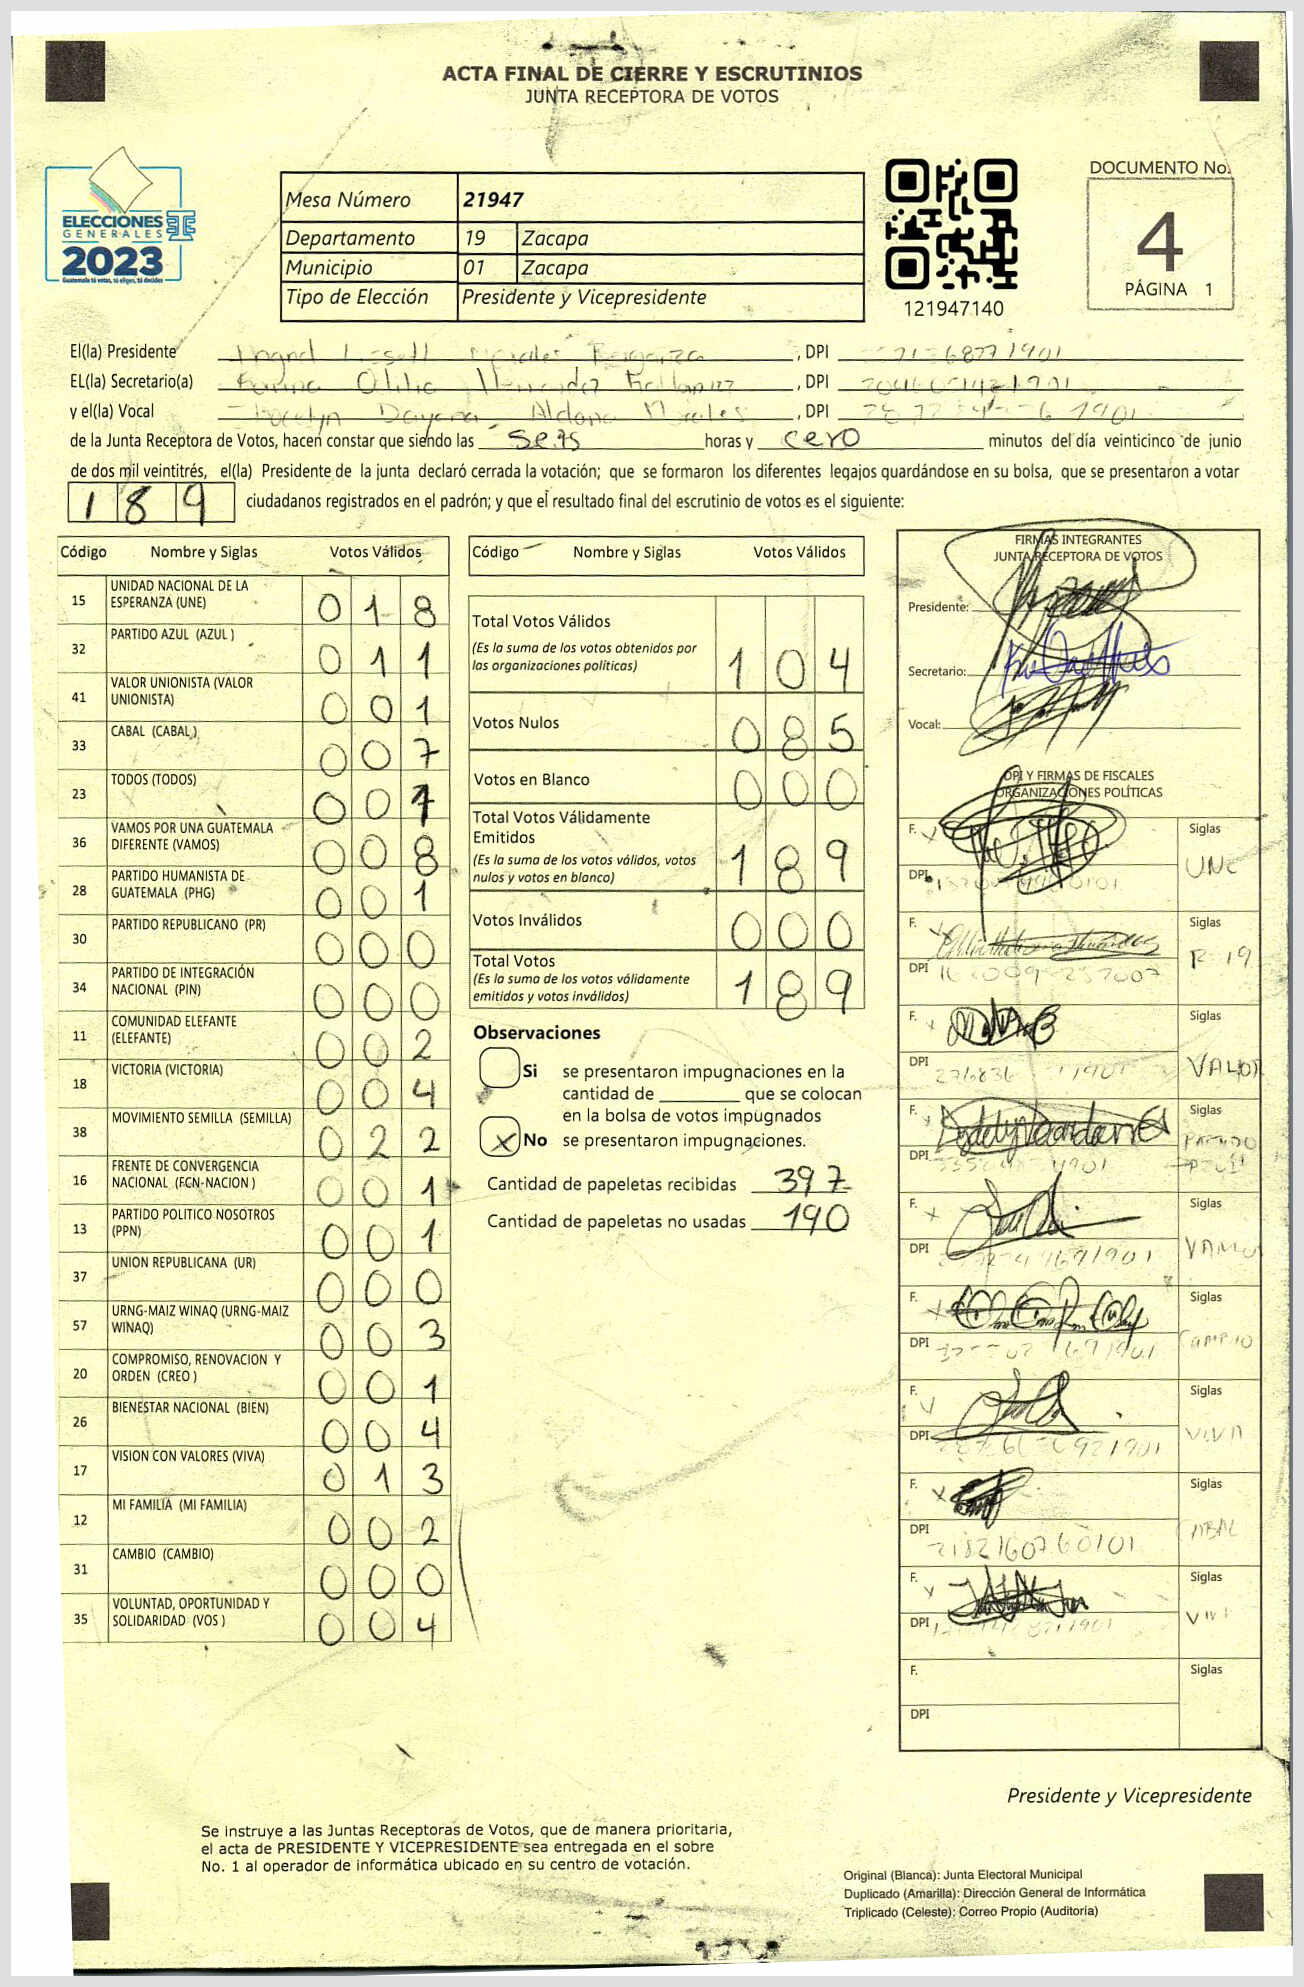 ACTA FINAL DE CIERRE Y ESCRUTINIOS
JUNTA RECEPTORA DE VOTOS
ELECCIONES
GENERALES
2023
Guatemala tú votas, tú eliges, tú decides
Mesa Número 21947
Departamento 19 Zacapa
Municipio 01 Zacapa
Tipo de Elección Presidente y Vicepresidente
121947140
DOCUMENTO No.
4
PÁGINA 1
El(la) Presidente , DPI
EL(la) Secretario(a) , DPI
y el(la) Vocal Dayana Aldana Morales , DPI
de la Junta Receptora de Votos, hacen constar que siendo las seis horas y cero minutos del día veinticinco de junio
de dos mil veintitrés, el(la) Presidente de la junta declaró cerrada la votación; que se formaron los diferentes legajos guardándose en su bolsa, que se presentaron a votar
189 ciudadanos registrados en el padrón; y que el resultado final del escrutinio de votos es el siguiente:
Código Nombre y Siglas Votos Válidos
15 UNIDAD NACIONAL DE LA ESPERANZA (UNE) 018
32 PARTIDO AZUL (AZUL ) 011
41 VALOR UNIONISTA (VALOR UNIONISTA) 001
33 CABAL (CABAL ) 007
23 TODOS (TODOS) 00
36 VAMOS POR UNA GUATEMALA DIFERENTE (VAMOS) 008
28 PARTIDO HUMANISTA DE GUATEMALA (PHG) 001
30 PARTIDO REPUBLICANO (PR) 000
34 PARTIDO DE INTEGRACIÓN NACIONAL (PIN) 000
11 COMUNIDAD ELEFANTE (ELEFANTE) 002
18 VICTORIA (VICTORIA) 004
38 MOVIMIENTO SEMILLA (SEMILLA) 022
16 FRENTE DE CONVERGENCIA NACIONAL (FCN-NACION ) 001
13 PARTIDO POLITICO NOSOTROS (PPN) 001
37 UNION REPUBLICANA (UR) 000
57 URNG-MAIZ WINAQ (URNG-MAIZ WINAQ) 003
20 COMPROMISO, RENOVACION Y ORDEN (CREO ) 001
26 BIENESTAR NACIONAL (BIEN) 004
17 VISION CON VALORES (VIVA) 013
12 MI FAMILIA (MI FAMILIA) 002
31 CAMBIO (CAMBIO) 000
35 VOLUNTAD, OPORTUNIDAD Y SOLIDARIDAD (VOS ) 004
Código Nombre y Siglas Votos Válidos
Total Votos Válidos
(Es la suma de los votos obtenidos por
las organizaciones políticas) 104
Votos Nulos 085
Votos en Blanco 000
Total Votos Válidamente
Emitidos
(Es la suma de los votos válidos, votos
nulos y votos en blanco) 189
Votos Inválidos 000
Total Votos
(Es la suma de los votos válidamente
emitidos y votos inválidos) 189
Observaciones
Si se presentaron impugnaciones en la
cantidad de ________ que se colocan
en la bolsa de votos impugnados
X No se presentaron impugnaciones.
Cantidad de papeletas recibidas 397
Cantidad de papeletas no usadas 190
FIRMAS INTEGRANTES
JUNTA RECEPTORA DE VOTOS
Presidente:
Secretario:
Vocal:
DPI Y FIRMAS DE FISCALES
ORGANIZACIONES POLÍTICAS
F. Siglas
DPI UNE
F. Siglas
DPI
F. Siglas
DPI VALOR
F. Siglas
DPI PARTIDO
F. Siglas
DPI VAMOS
F. Siglas
DPI CAMBIO
F. Siglas
DPI VIVA
F. Siglas
DPI 2182160760101 CABAL
F. Siglas
DPI
F. Siglas
DPI
Presidente y Vicepresidente
Se instruye a las Juntas Receptoras de Votos, que de manera prioritaria,
el acta de PRESIDENTE Y VICEPRESIDENTE sea entregada en el sobre
No. 1 al operador de informática ubicado en su centro de votación.
Original (Blanca): Junta Electoral Municipal
Duplicado (Amarilla): Dirección General de Informática
Triplicado (Celeste): Correo Propio (Auditoría)